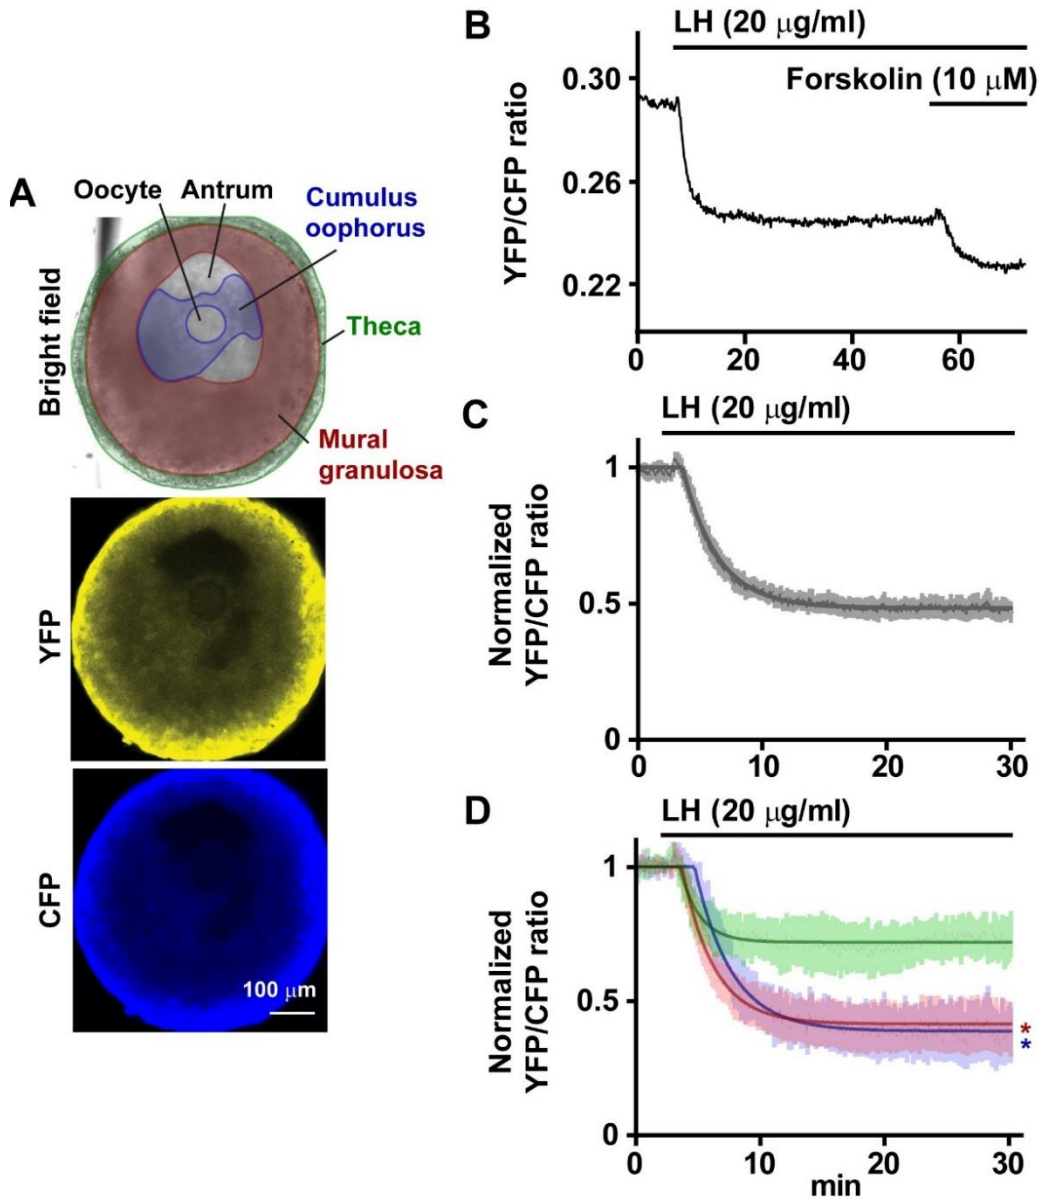 A
Oocyte Antrum
Cumulus
oophorus
Theca
Mural
granulosa
Bright field
YFP
CFP
100 μm
B
LH (20 μg/ml)
Forskolin (10 μM)
YFP/CFP ratio
0.30
0.26
0.22
0 20 40 60
C
LH (20 μg/ml)
Normalized
YFP/CFP ratio
1
0.5
0
0 10 20 30
D
LH (20 μg/ml)
Normalized
YFP/CFP ratio
1
0.5
0
*
*
0 10 20 30
min